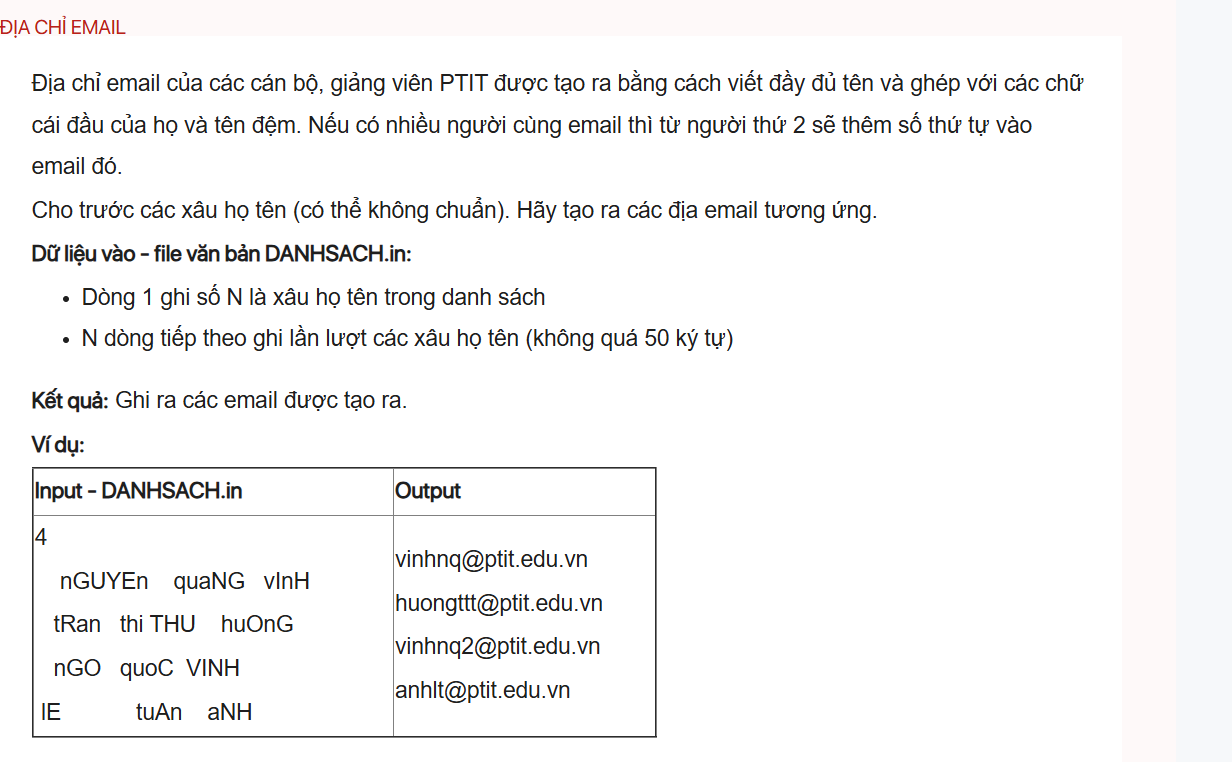 ĐỊA CHỈ EMAIL
Địa chỉ email của các cán bộ, giảng viên PTIT được tạo ra bằng cách viết đầy đủ tên và ghép với các chữ
cái đầu của họ và tên đệm. Nếu có nhiều người cùng email thì từ người thứ 2 sẽ thêm số thứ tự vào
email đó.
Cho trước các xâu họ tên (có thể không chuẩn). Hãy tạo ra các địa email tương ứng.
Dữ liệu vào - file văn bản DANHSACH.in:
• Dòng 1 ghi số N là xâu họ tên trong danh sách
• N dòng tiếp theo ghi lần lượt các xâu họ tên (không quá 50 ký tự)
Kết quả: Ghi ra các email được tạo ra.
Ví dụ:
Input - DANHSACH.in Output
4
nGUYEn quaNG vInH
tRan thi THU huOnG
nGO quoC VINH
lE tuAn aNH
vinhnq@ptit.edu.vn
huongttt@ptit.edu.vn
vinhnq2@ptit.edu.vn
anhlt@ptit.edu.vn